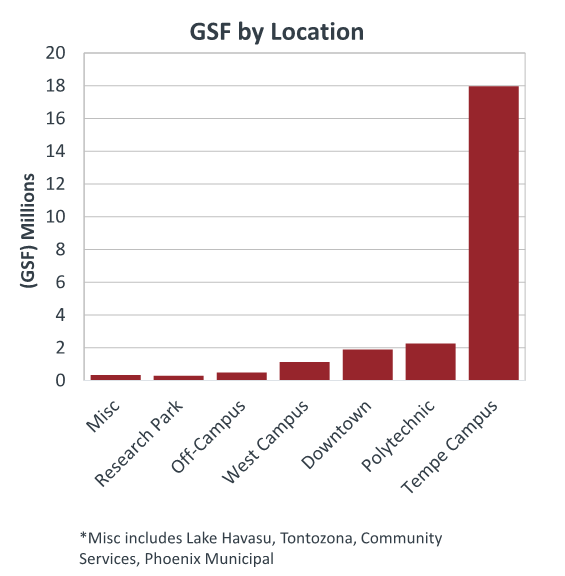 GSF by Location
(GSF) Millions
20
18
16
14
12
10
8
6
4
2
0
Misc
Research Park
Off-Campus
West Campus
Downtown
Polytechnic
Tempe Campus
*Misc includes Lake Havasu, Tontozona, Community
Services, Phoenix Municipal